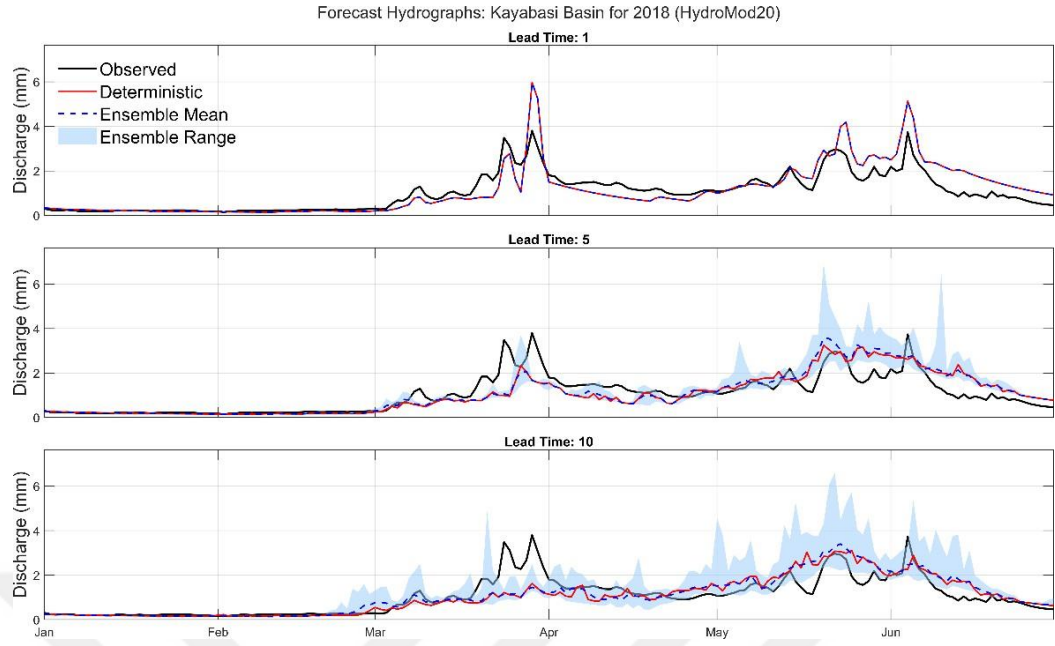 Forecast Hydrographs: Kayabasi Basin for 2018 (HydroMod20)
Lead Time: 1
Discharge (mm)
6
4
2
0
Observed
Deterministic
Ensemble Mean
Ensemble Range
Lead Time: 5
Discharge (mm)
6
4
2
0
Lead Time: 10
Discharge (mm)
6
4
2
0
Jan Feb Mar Apr May Jun